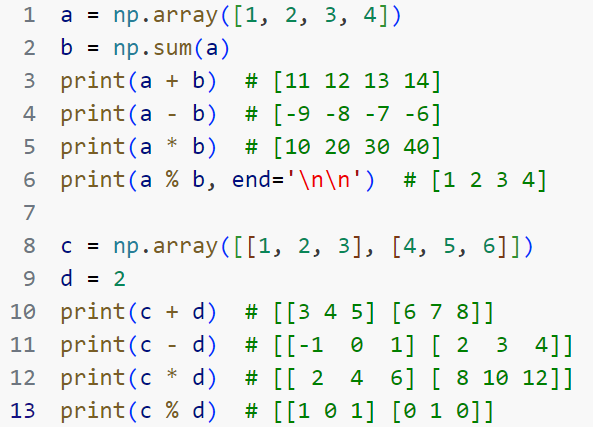 1 a = np.array([1, 2, 3, 4])
2 b = np.sum(a)
3 print(a + b)  # [11 12 13 14]
4 print(a - b)  # [-9 -8 -7 -6]
5 print(a * b)  # [10 20 30 40]
6 print(a % b, end='\n\n')  # [1 2 3 4]
7
8 c = np.array([[1, 2, 3], [4, 5, 6]])
9 d = 2
10 print(c + d)  # [[3 4 5] [6 7 8]]
11 print(c - d)  # [[-1  0  1] [ 2  3  4]]
12 print(c * d)  # [[ 2  4  6] [ 8 10 12]]
13 print(c % d)  # [[1 0 1] [0 1 0]]